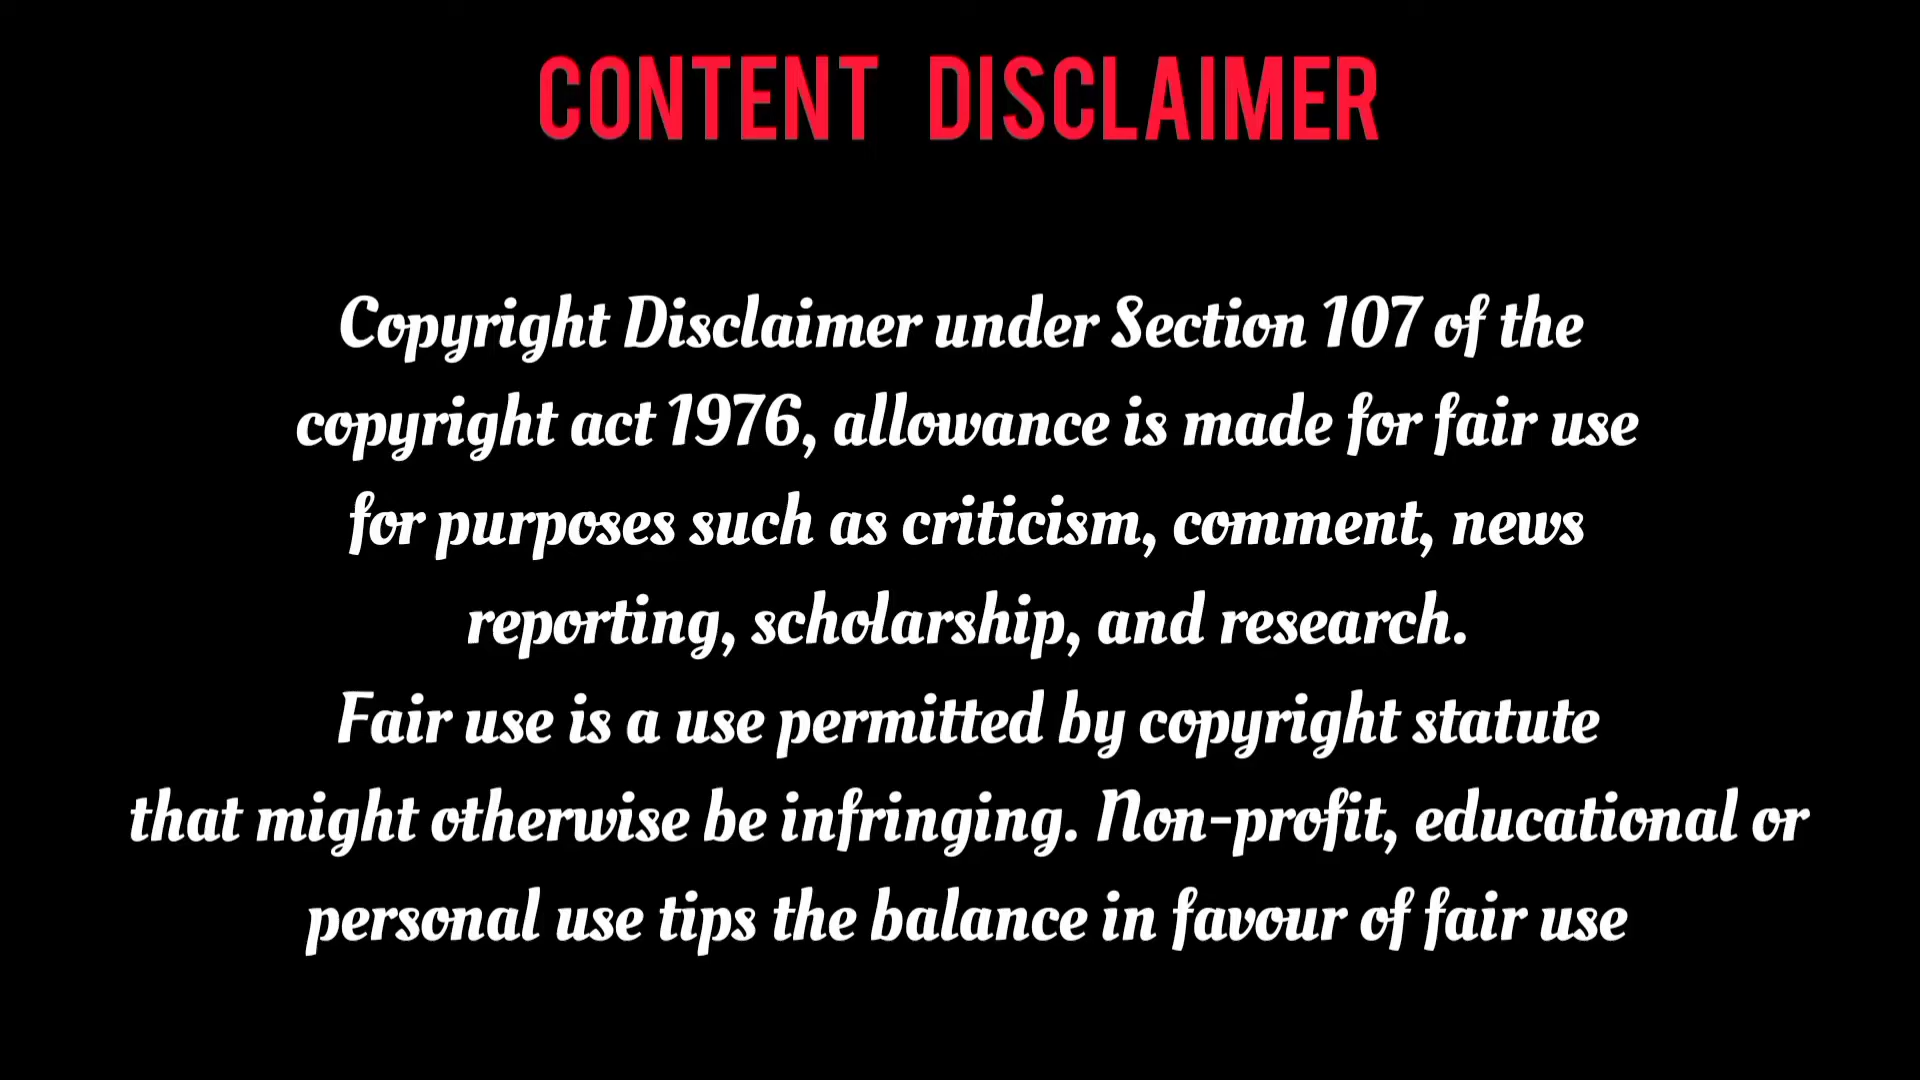 CONTENT DISCLAIMER
Copyright Disclaimer under Section 107 of the
copyright act 1976, allowance is made for fair use
for purposes such as criticism, comment, news
reporting, scholarship, and research.
Fair use is a use permitted by copyright statute
that might otherwise be infringing. Non-profit, educational or
personal use tips the balance in favour of fair use